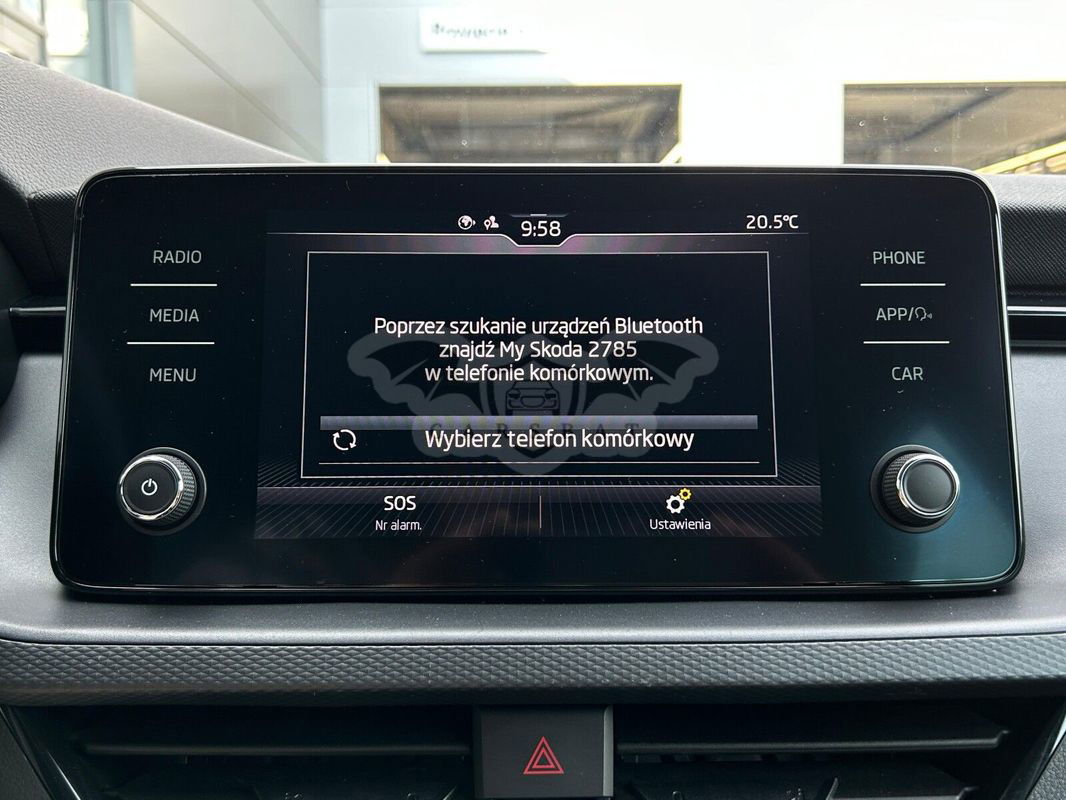 9:58
20.5°C
RADIO
MEDIA
MENU
PHONE
APP/
CAR
Poprzez szukanie urządzeń Bluetooth
znajdź My Skoda 2785
w telefonie komórkowym.
Wybierz telefon komórkowy
SOS
Nr alarm.
Ustawienia
CARSBAT